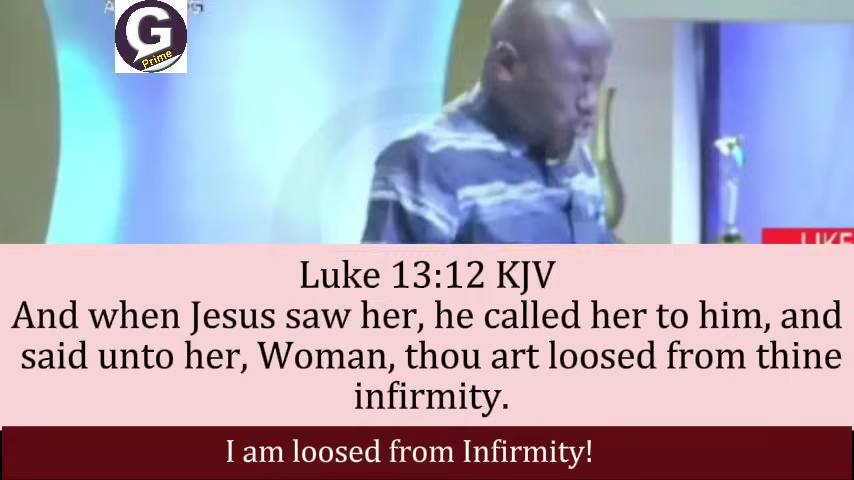 G
Prime
LIKE
Luke 13:12 KJV
And when Jesus saw her, he called her to him, and
said unto her, Woman, thou art loosed from thine
infirmity.
I am loosed from Infirmity!